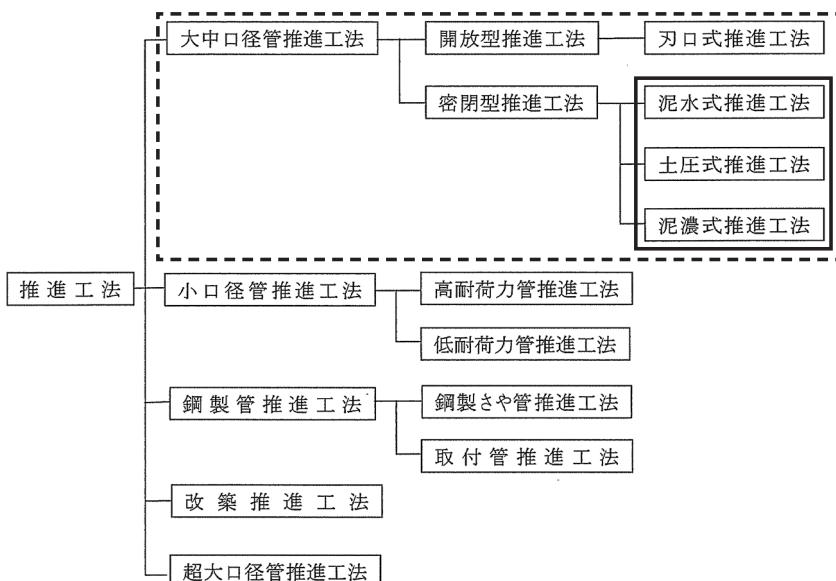 大中口径管推進工法
開放型推進工法
刃口式推進工法
密閉型推進工法
泥水式推進工法
土圧式推進工法
泥濃式推進工法
推進工法
小口径管推進工法
高耐荷力管推進工法
低耐荷力管推進工法
鋼製管推進工法
鋼製さや管推進工法
取付管推進工法
改築推進工法
超大口径管推進工法